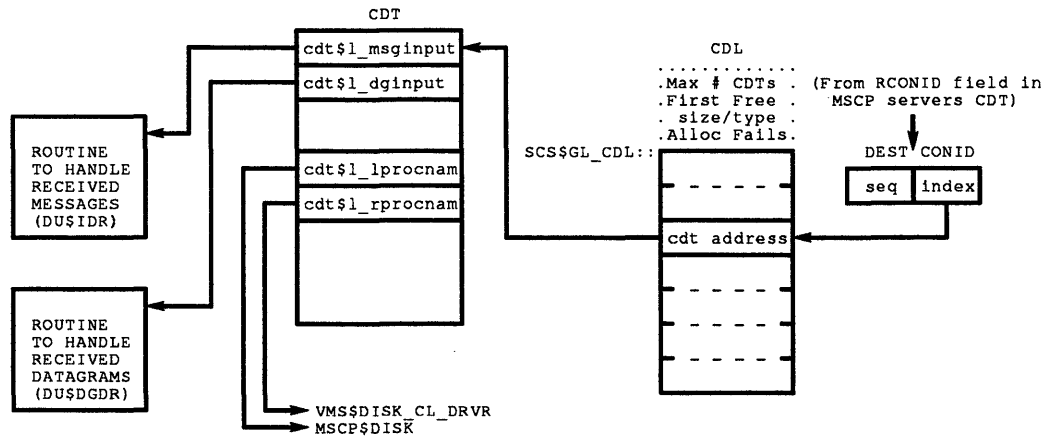 CDT
cdt$l_msginput
cdt$l_dginput
cdt$l_lprocnam
cdt$l_rprocnam
ROUTINE
TO HANDLE
RECEIVED
MESSAGES
(DU$IDR)
ROUTINE
TO HANDLE
RECEIVED
DATAGRAMS
(DU$DGDR)
VMS$DISK_CL_DRVR
MSCP$DISK
CDL
.Max # CDTs .
.First Free .
. size/type .
.Alloc Fails.
SCS$GL_CDL::
cdt address
(From RCONID field in
MSCP servers CDT)
DEST CONID
seq index